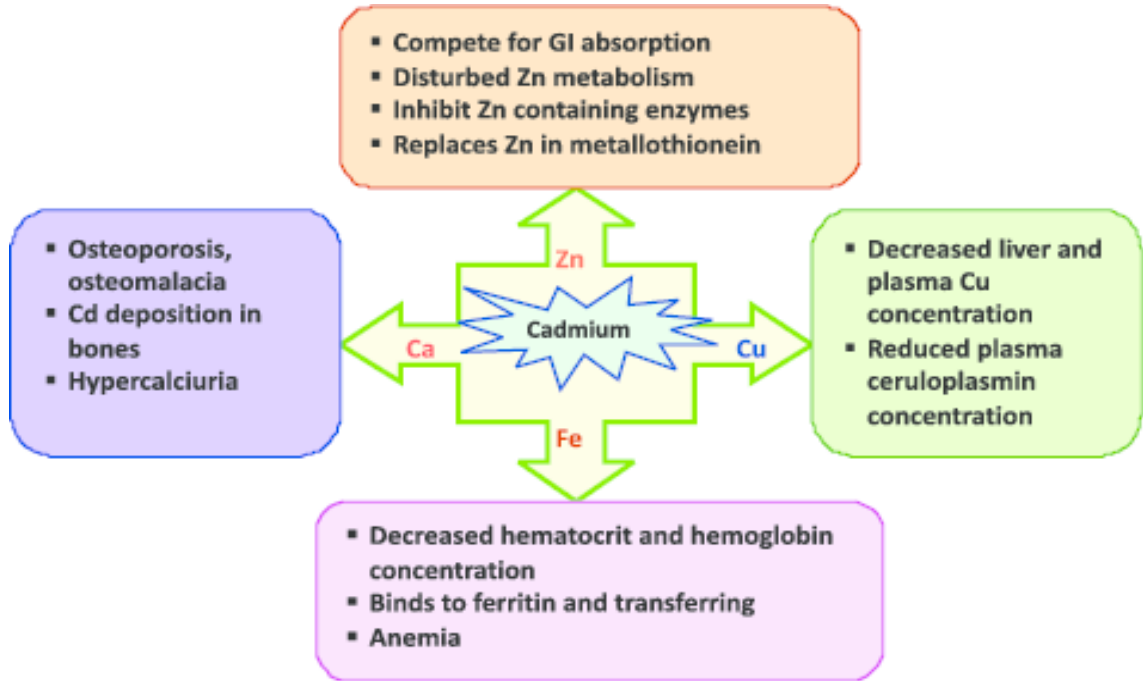 ▪ Compete for GI absorption
▪ Disturbed Zn metabolism
▪ Inhibit Zn containing enzymes
▪ Replaces Zn in metallothionein
▪ Osteoporosis,
osteomalacia
▪ Cd deposition in
bones
▪ Hypercalciuria
Zn
Ca
Cadmium
Cu
Fe
▪ Decreased liver and
plasma Cu
concentration
▪ Reduced plasma
ceruloplasmin
concentration
▪ Decreased hematocrit and hemoglobin
concentration
▪ Binds to ferritin and transferring
▪ Anemia